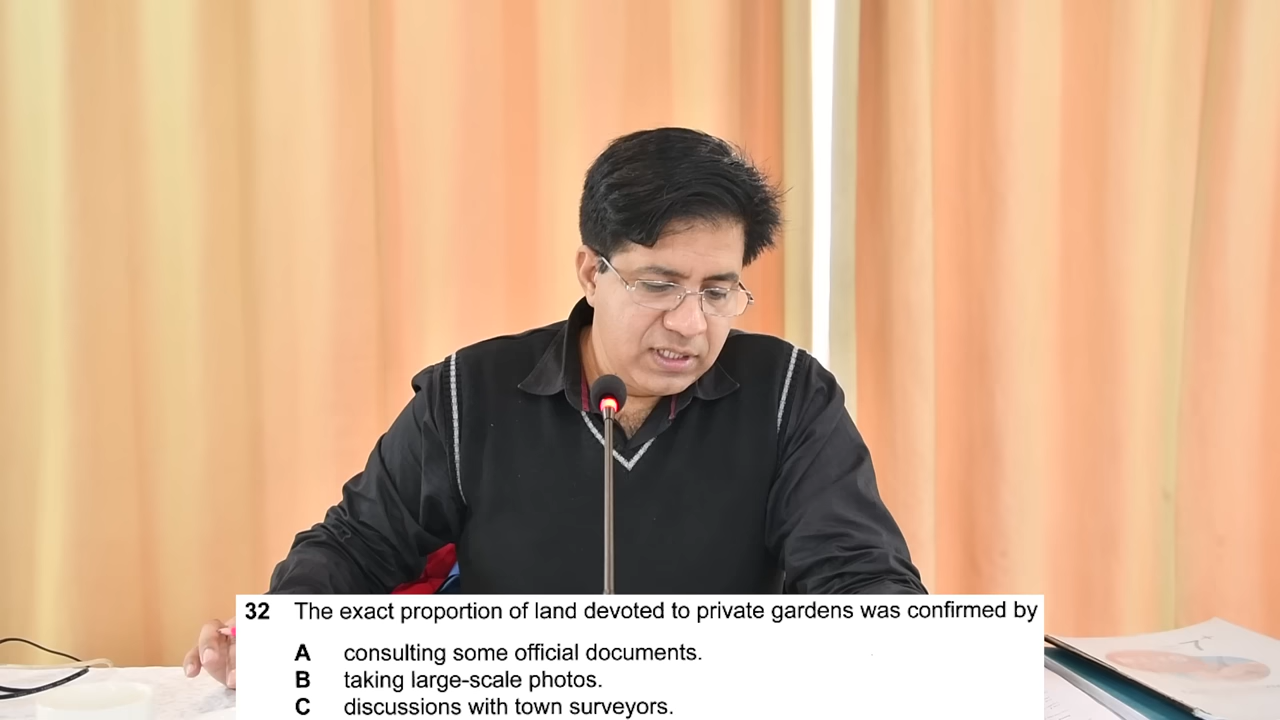 32 The exact proportion of land devoted to private gardens was confirmed by
A consulting some official documents.
B taking large-scale photos.
C discussions with town surveyors.